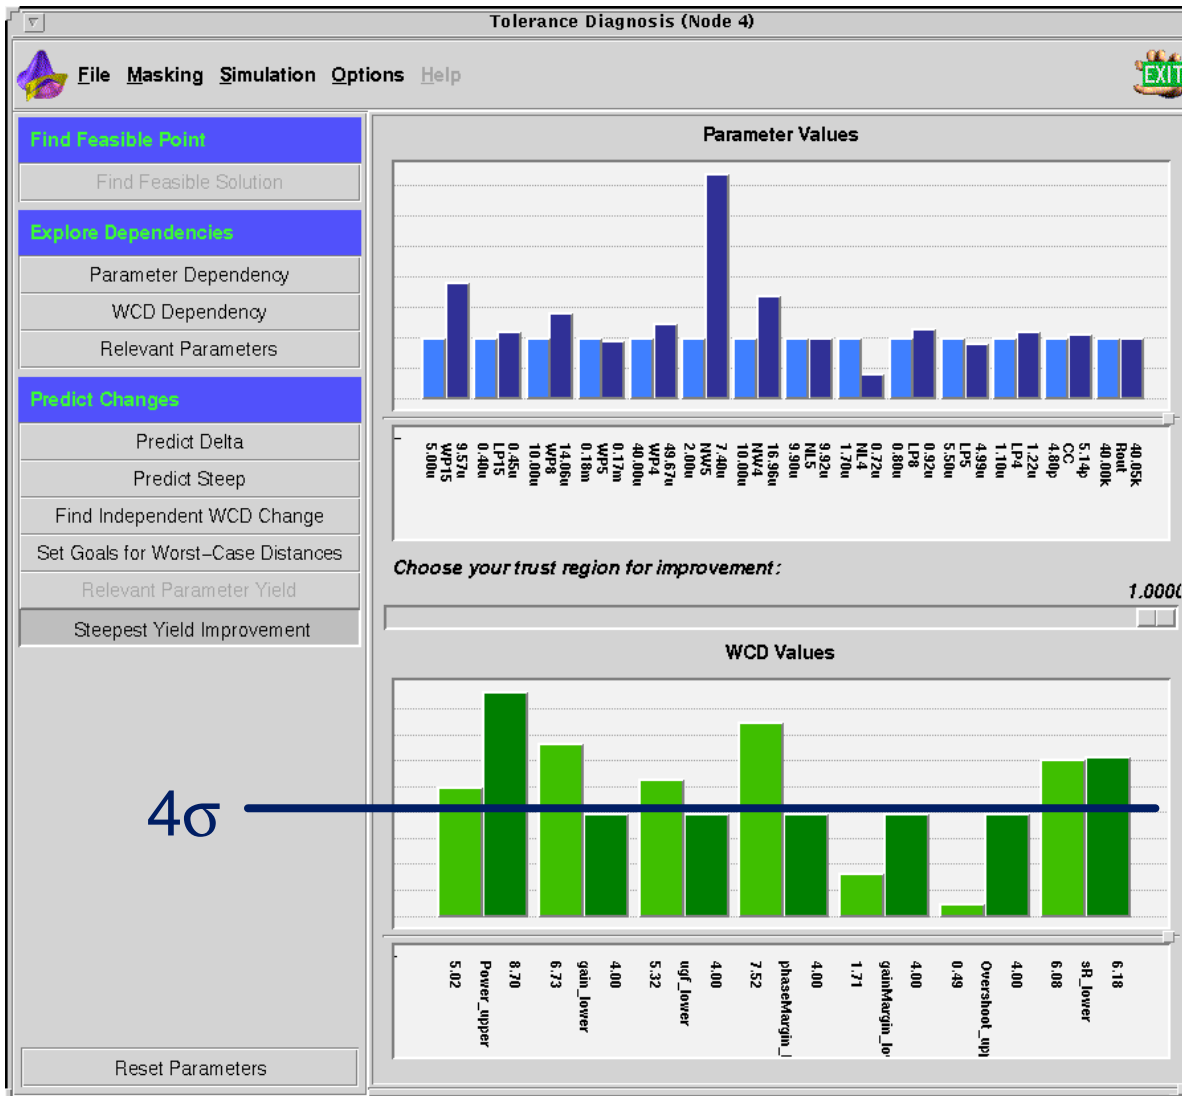 Tolerance Diagnosis (Node 4)
File Masking Simulation Options Help
EXIT
Find Feasible Point
Find Feasible Solution
Explore Dependencies
Parameter Dependency
WCD Dependency
Relevant Parameters
Predict Changes
Predict Delta
Predict Steep
Find Independent WCD Change
Set Goals for Worst-Case Distances
Relevant Parameter Yield
Steepest Yield Improvement
Reset Parameters
Parameter Values
5.00u
WP15
9.57u
0.40u
LP15
0.45u
10.00u
WP8
14.06u
0.18m
WP5
0.17m
40.00u
WP4
49.67u
2.00u
NW5
7.40u
10.00u
NW4
16.96u
9.90u
NL5
9.92u
1.70u
NL4
0.72u
0.80u
LP8
0.92u
5.50u
LP5
4.99u
1.10u
LP4
1.22u
4.80p
CC
5.14p
40.00k
Rout
40.05k
Choose your trust region for improvement:
1.0000
WCD Values
4σ
5.02
Power_upper
8.70
6.73
gain_lower
4.00
5.32
ugf_lower
4.00
7.52
phaseMargin_l
4.00
1.71
gainMargin_lo
4.00
0.49
Overshoot_upp
4.00
6.08
sR_lower
6.18